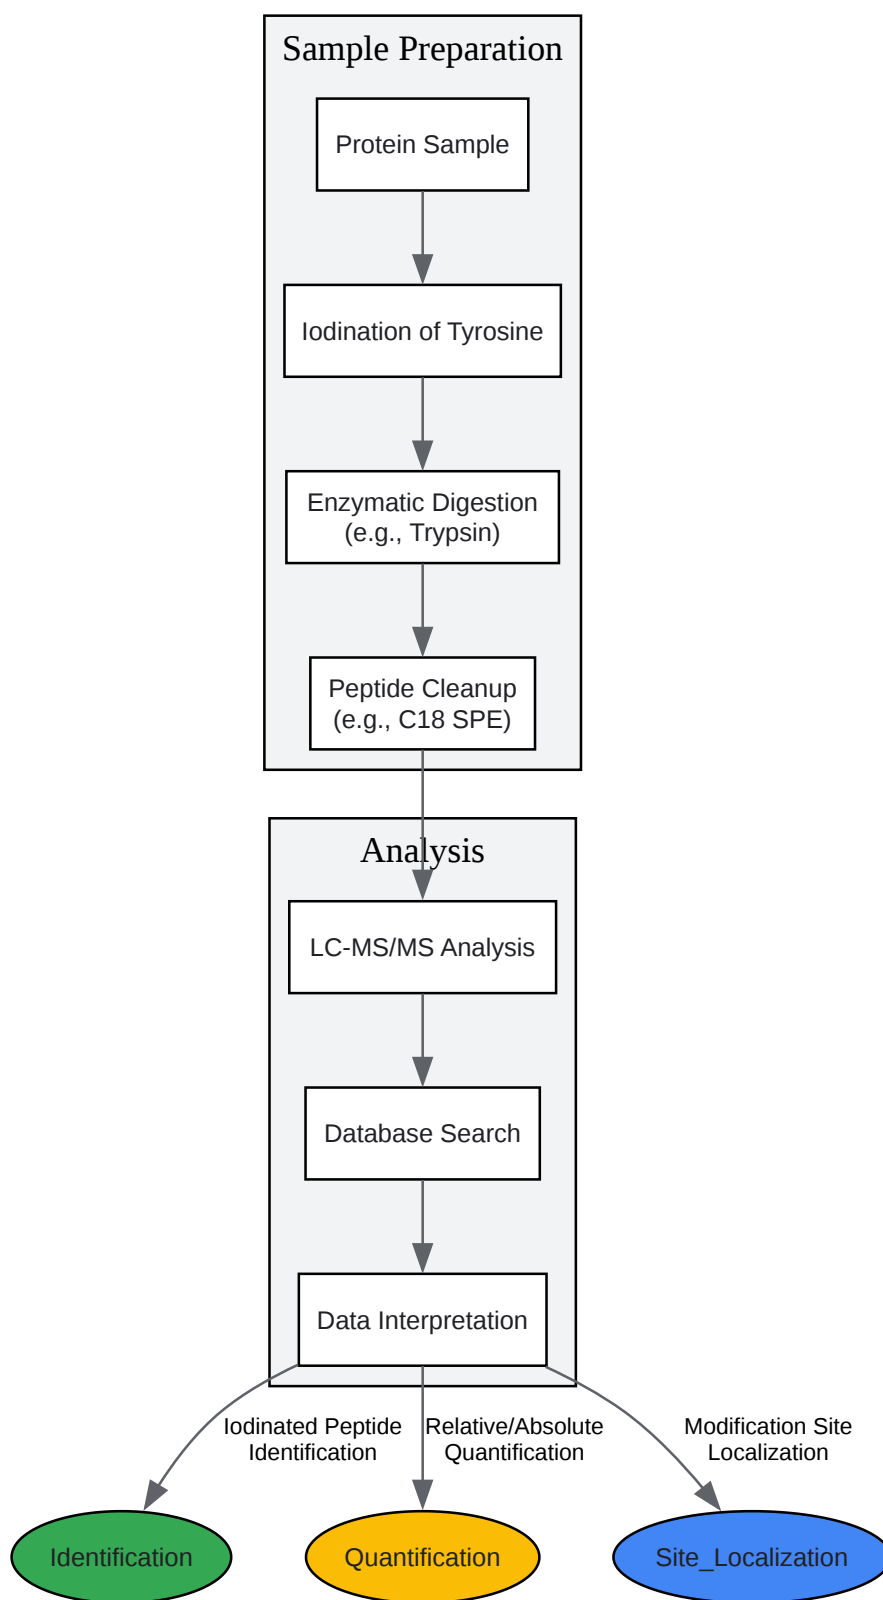 Sample Preparation
Protein Sample
Iodination of Tyrosine
Enzymatic Digestion
(e.g., Trypsin)
Peptide Cleanup
(e.g., C18 SPE)
Analysis
LC-MS/MS Analysis
Database Search
Data Interpretation
Iodinated Peptide
Identification
Relative/Absolute
Quantification
Modification Site
Localization
Identification
Quantification
Site_Localization